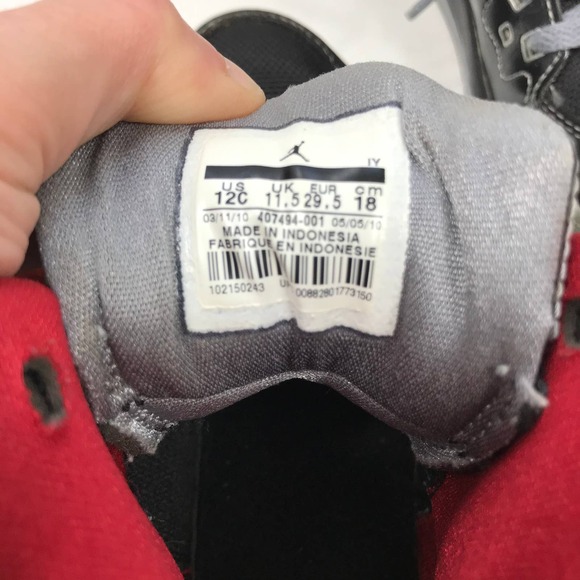 IY
US UK EUR cm
12C 11.5 29.5 18
03/11/10 407494-001 05/05/10
MADE IN INDONESIA
FABRIQUE EN INDONESIE
102150243 00882801773150